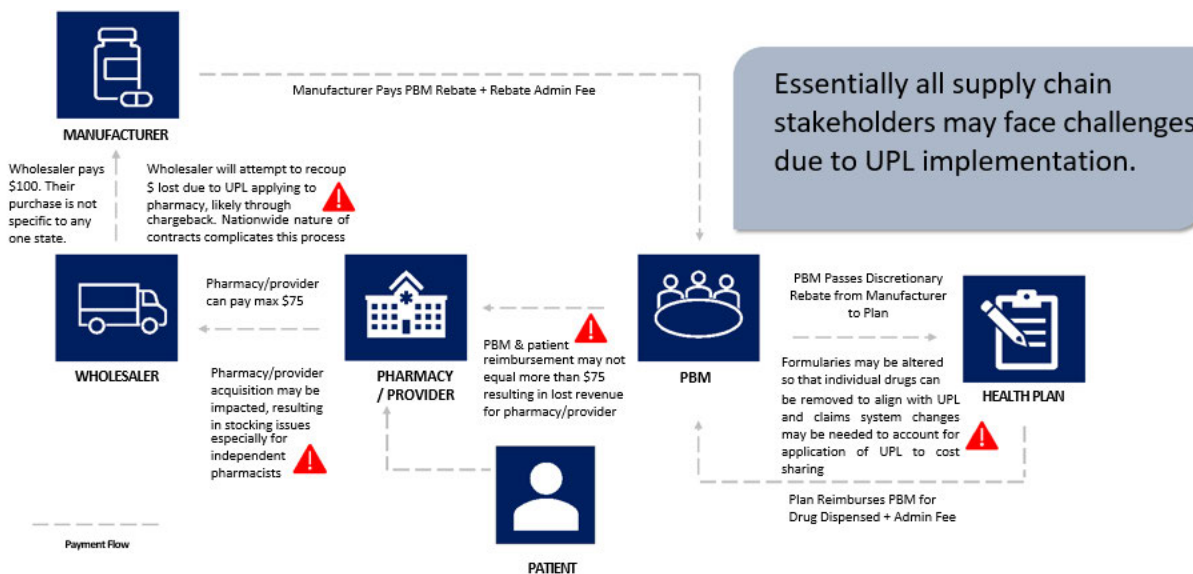 Essentially all supply chain
stakeholders may face challenges
due to UPL implementation.
Manufacturer Pays PBM Rebate + Rebate Admin Fee
MANUFACTURER
Wholesaler pays
$100. Their
purchase is not
specific to any
one state.
Wholesaler will attempt to recoup
$ lost due to UPL applying to
pharmacy, likely through
chargeback. Nationwide nature of
contracts complicates this process
Pharmacy/provider
can pay max $75
WHOLESALER
Pharmacy/provider
acquisition may be
impacted, resulting
in stocking issues
especially for
independent
pharmacists
PHARMACY
/ PROVIDER
PBM & patient
reimbursement may not
equal more than $75
resulting in lost revenue
for pharmacy/provider
PBM
PBM Passes Discretionary
Rebate from Manufacturer
to Plan
Formularies may be altered
so that individual drugs can
be removed to align with UPL
and claims system changes
may be needed to account for
application of UPL to cost
sharing
HEALTH PLAN
Plan Reimburses PBM for
Drug Dispensed + Admin Fee
PATIENT
Payment Flow